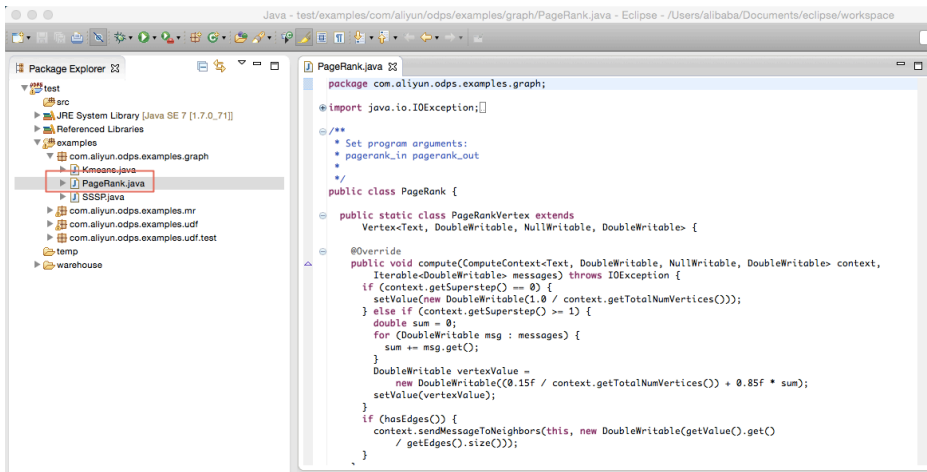 Java - test/examples/com/aliyun/odps/examples/graph/PageRank.java - Eclipse - /Users/alibaba/Documents/eclipse/workspace
Package Explorer
test
src
JRE System Library [Java SE 7 [1.7.0_71]]
Referenced Libraries
examples
com.aliyun.odps.examples.graph
Kmeans.java
PageRank.java
SSSP.java
com.aliyun.odps.examples.mr
com.aliyun.odps.examples.udf
com.aliyun.odps.examples.udf.test
temp
warehouse
PageRank.java
package com.aliyun.odps.examples.graph;
import java.io.IOException;
/**
* Set program arguments:
* pagerank_in pagerank_out
*
*/
public class PageRank {
public static class PageRankVertex extends
Vertex<Text, DoubleWritable, NullWritable, DoubleWritable> {
@Override
public void compute(ComputeContext<Text, DoubleWritable, NullWritable, DoubleWritable> context,
Iterable<DoubleWritable> messages) throws IOException {
if (context.getSuperstep() == 0) {
setValue(new DoubleWritable(1.0 / context.getTotalNumVertices()));
} else if (context.getSuperstep() >= 1) {
double sum = 0;
for (DoubleWritable msg : messages) {
sum += msg.get();
}
DoubleWritable vertexValue =
new DoubleWritable((0.15f / context.getTotalNumVertices()) + 0.85f * sum);
setValue(vertexValue);
}
if (hasEdges()) {
context.sendMessageToNeighbors(this, new DoubleWritable(getValue().get()
/ getEdges().size()));
}